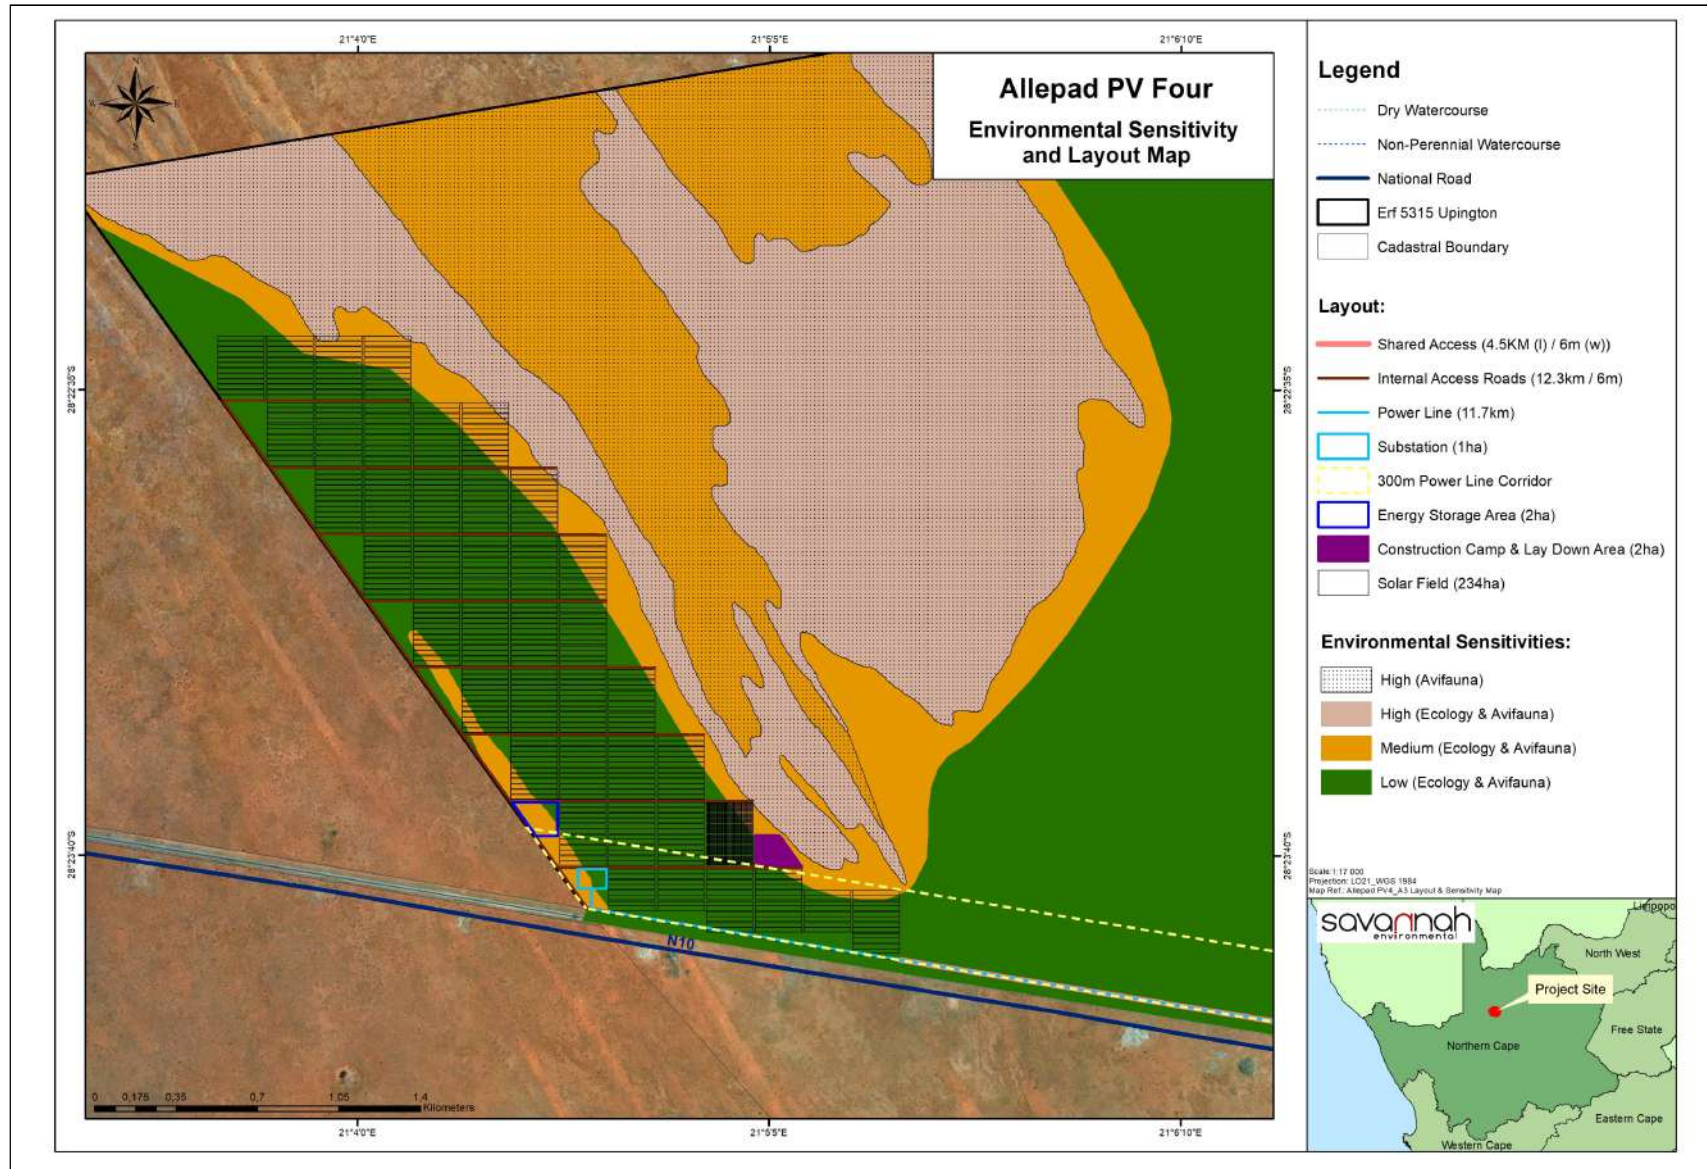 21°4'0"E
21°5'5"E
21°6'10"E
Allepad PV Four
Environmental Sensitivity
and Layout Map
N
W
E
S
28°22'35"S
28°22'35"S
28°23'40"S
28°23'40"S
N10
0 0,175 0,35 0,7 1,05 1,4
Kilometers
21°4'0"E
21°5'5"E
21°6'10"E
Legend
Dry Watercourse
Non-Perennial Watercourse
National Road
Erf 5315 Upington
Cadastral Boundary
Layout:
Shared Access (4.5KM (l) / 6m (w))
Internal Access Roads (12.3km / 6m)
Power Line (11.7km)
Substation (1ha)
300m Power Line Corridor
Energy Storage Area (2ha)
Construction Camp & Lay Down Area (2ha)
Solar Field (234ha)
Environmental Sensitivities:
High (Avifauna)
High (Ecology & Avifauna)
Medium (Ecology & Avifauna)
Low (Ecology & Avifauna)
Scale:1:17 000
Projection: LO21_WGS 1984
Map Ref.: Allepad PV4_A3 Layout & Sensitivity Map
savannah
environmental
Limpopo
North West
Project Site
Free State
Northern Cape
Eastern Cape
Western Cape